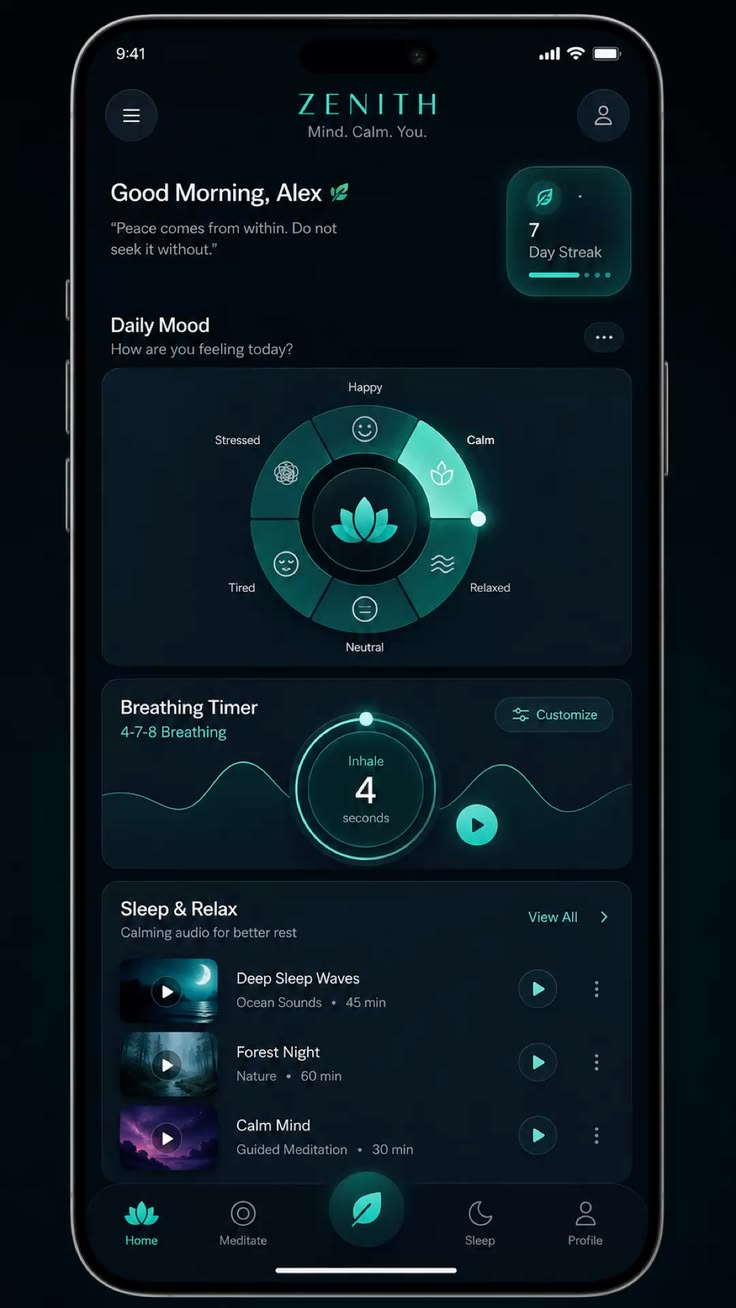 9:41
ZENITH
Mind. Calm. You.
Good Morning, Alex
“Peace comes from within. Do not
seek it without.”
7
Day Streak
Daily Mood
How are you feeling today?
Happy
Stressed
Calm
Tired
Relaxed
Neutral
Breathing Timer
4-7-8 Breathing
Customize
Inhale
4
seconds
Sleep & Relax
Calming audio for better rest
View All
Deep Sleep Waves
Ocean Sounds • 45 min
Forest Night
Nature • 60 min
Calm Mind
Guided Meditation • 30 min
Home
Meditate
Sleep
Profile